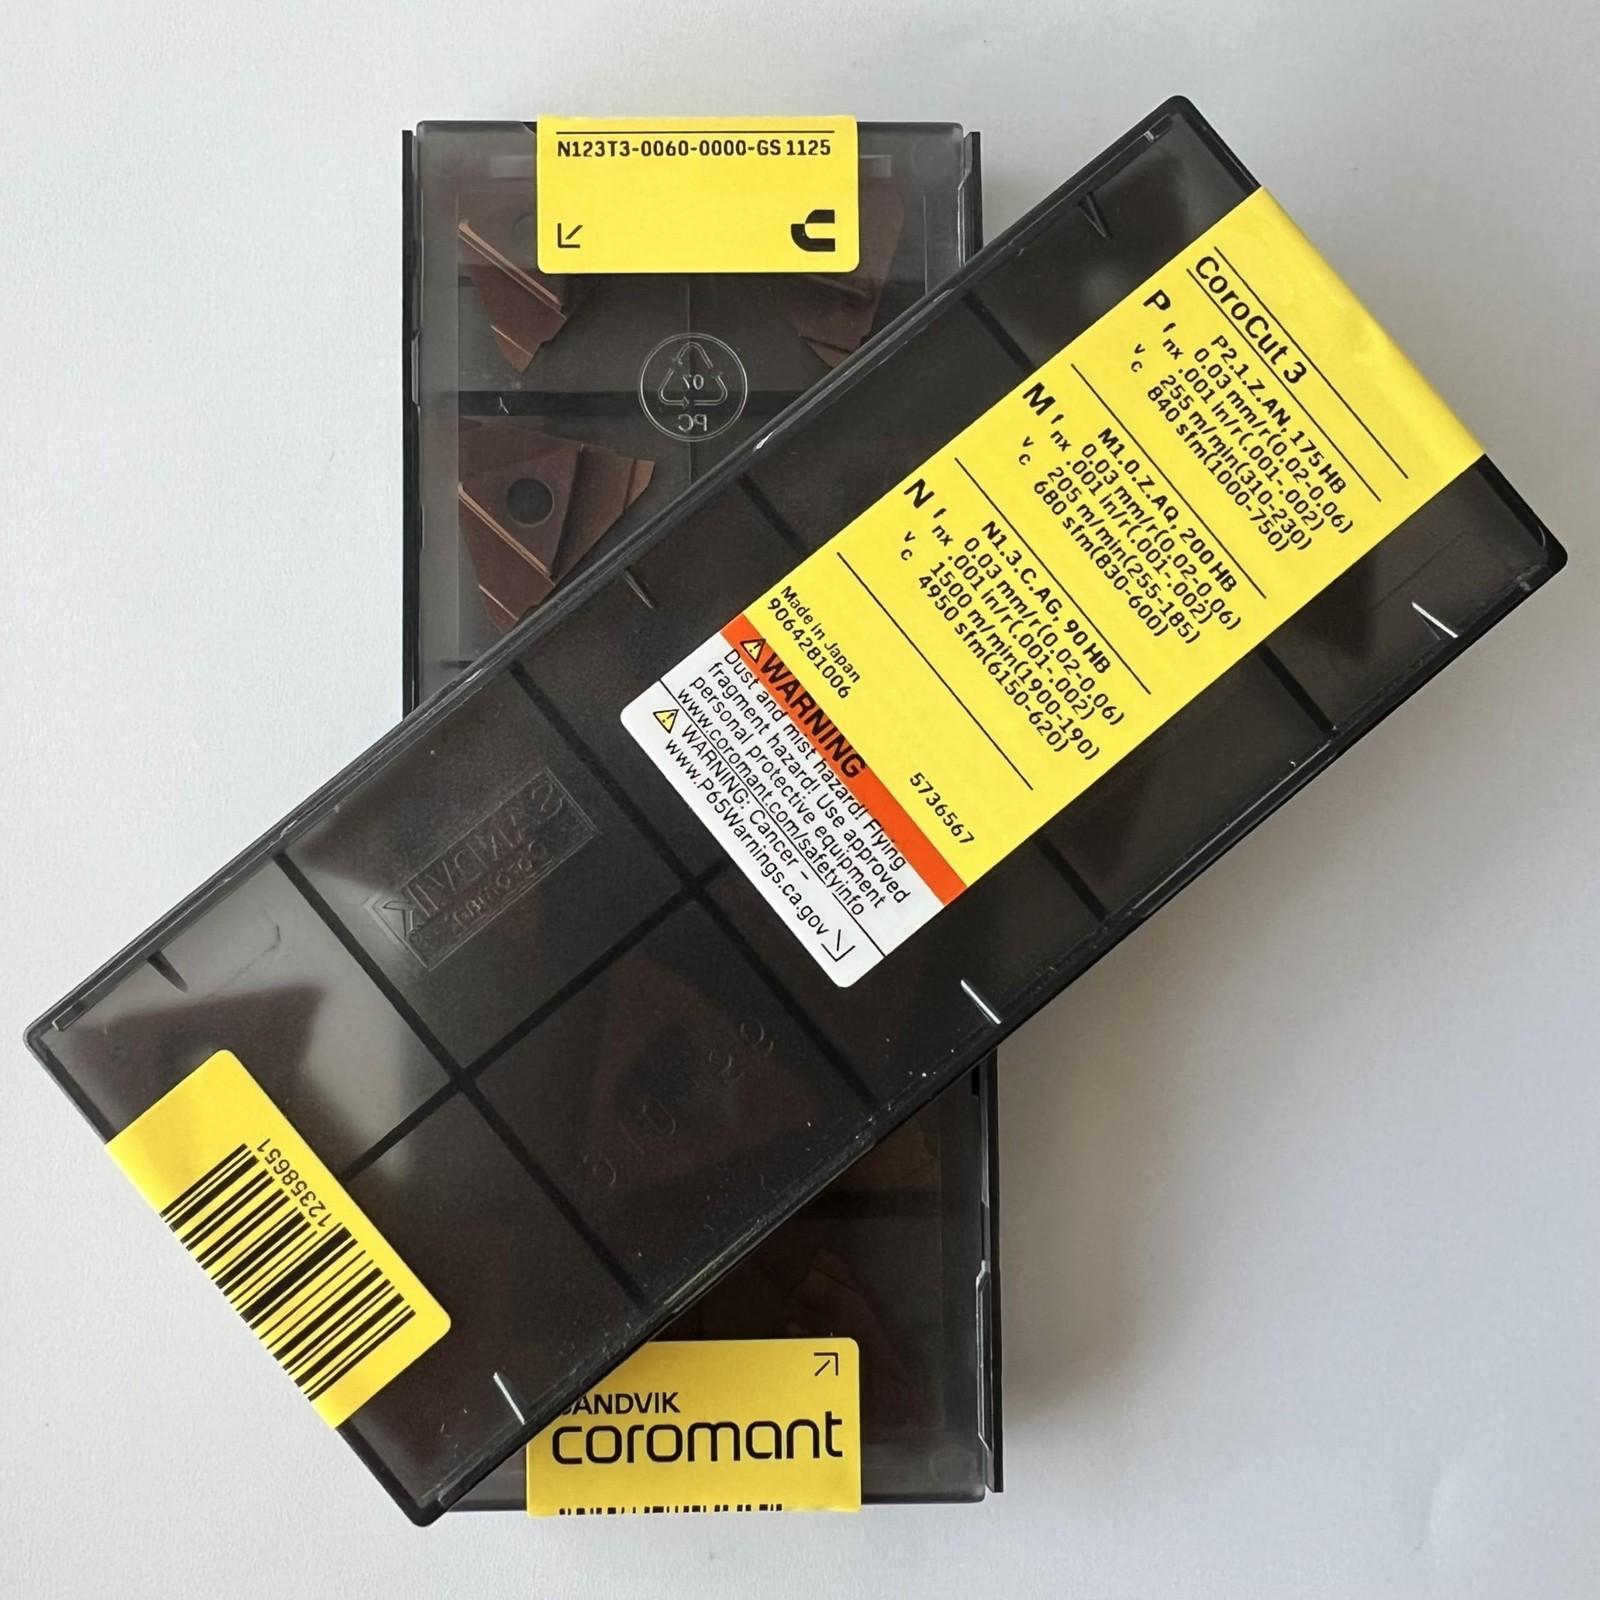 N123T3-0060-0000-GS 1125
07
PC
CoroCut 3
P P2.1.Z.AN, 175 HB
fnx 0.03 mm/r(0.02-0.06)
.001 in/r(.001-.002)
vc 255 m/min(310-230)
840 sfm(1000-750)
M M1.0.Z.AQ, 200 HB
fnx 0.03 mm/r(0.02-0.06)
.001 in/r(.001-.002)
vc 205 m/min(255-185)
680 sfm(830-600)
N N1.3.C.AG, 90 HB
fnx 0.03 mm/r(0.02-0.06)
.001 in/r(.001-.002)
vc 1500 m/min(1900-190)
4950 sfm(6150-620)
Made in Japan
9064281006 5736567
⚠ WARNING
Dust and mist hazard! Flying
fragment hazard! Use approved
personal protective equipment
www.coromant.com/safetyinfo
⚠ WARNING: Cancer –
www.P65Warnings.ca.gov
SANDVIK
Coromant
12358651
SANDVIK
coromant